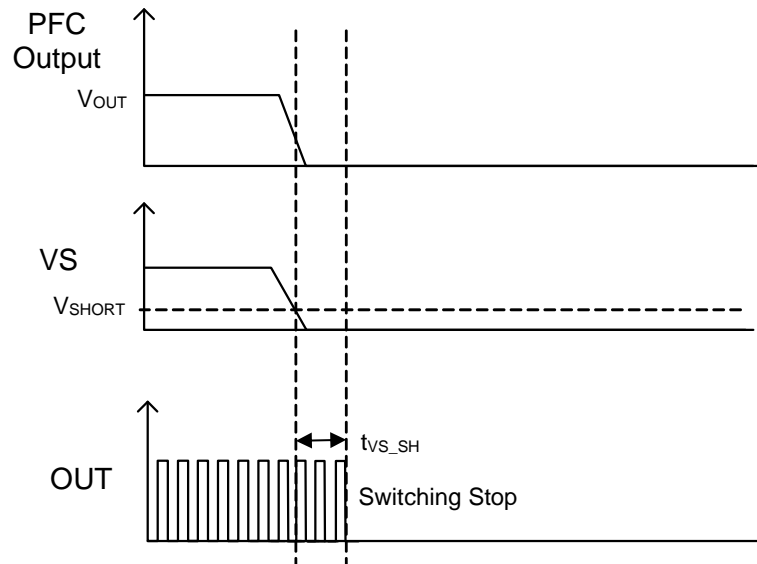 PFC
Output
VOUT
VS
VSHORT
tVS_SH
OUT
Switching Stop